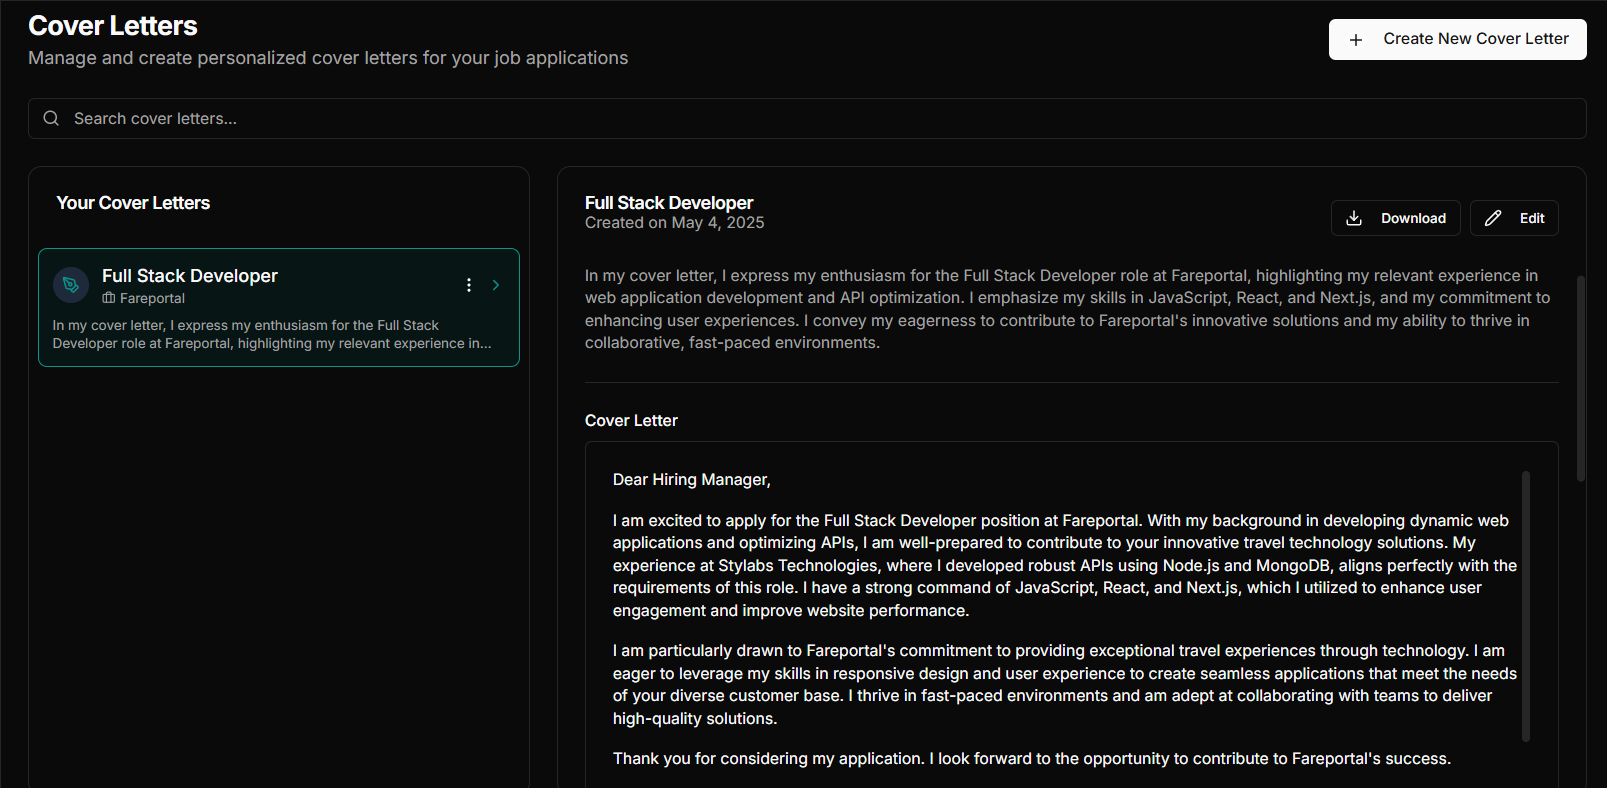 Cover Letters
Manage and create personalized cover letters for your job applications
Create New Cover Letter
Search cover letters...
Your Cover Letters
Full Stack Developer
Fareportal
In my cover letter, I express my enthusiasm for the Full Stack
Developer role at Fareportal, highlighting my relevant experience in...
Full Stack Developer
Created on May 4, 2025
Download
Edit
In my cover letter, I express my enthusiasm for the Full Stack Developer role at Fareportal, highlighting my relevant experience in
web application development and API optimization. I emphasize my skills in JavaScript, React, and Next.js, and my commitment to
enhancing user experiences. I convey my eagerness to contribute to Fareportal's innovative solutions and my ability to thrive in
collaborative, fast-paced environments.
Cover Letter
Dear Hiring Manager,
I am excited to apply for the Full Stack Developer position at Fareportal. With my background in developing dynamic web
applications and optimizing APIs, I am well-prepared to contribute to your innovative travel technology solutions. My
experience at Stylabs Technologies, where I developed robust APIs using Node.js and MongoDB, aligns perfectly with the
requirements of this role. I have a strong command of JavaScript, React, and Next.js, which I utilized to enhance user
engagement and improve website performance.
I am particularly drawn to Fareportal's commitment to providing exceptional travel experiences through technology. I am
eager to leverage my skills in responsive design and user experience to create seamless applications that meet the needs
of your diverse customer base. I thrive in fast-paced environments and am adept at collaborating with teams to deliver
high-quality solutions.
Thank you for considering my application. I look forward to the opportunity to contribute to Fareportal's success.